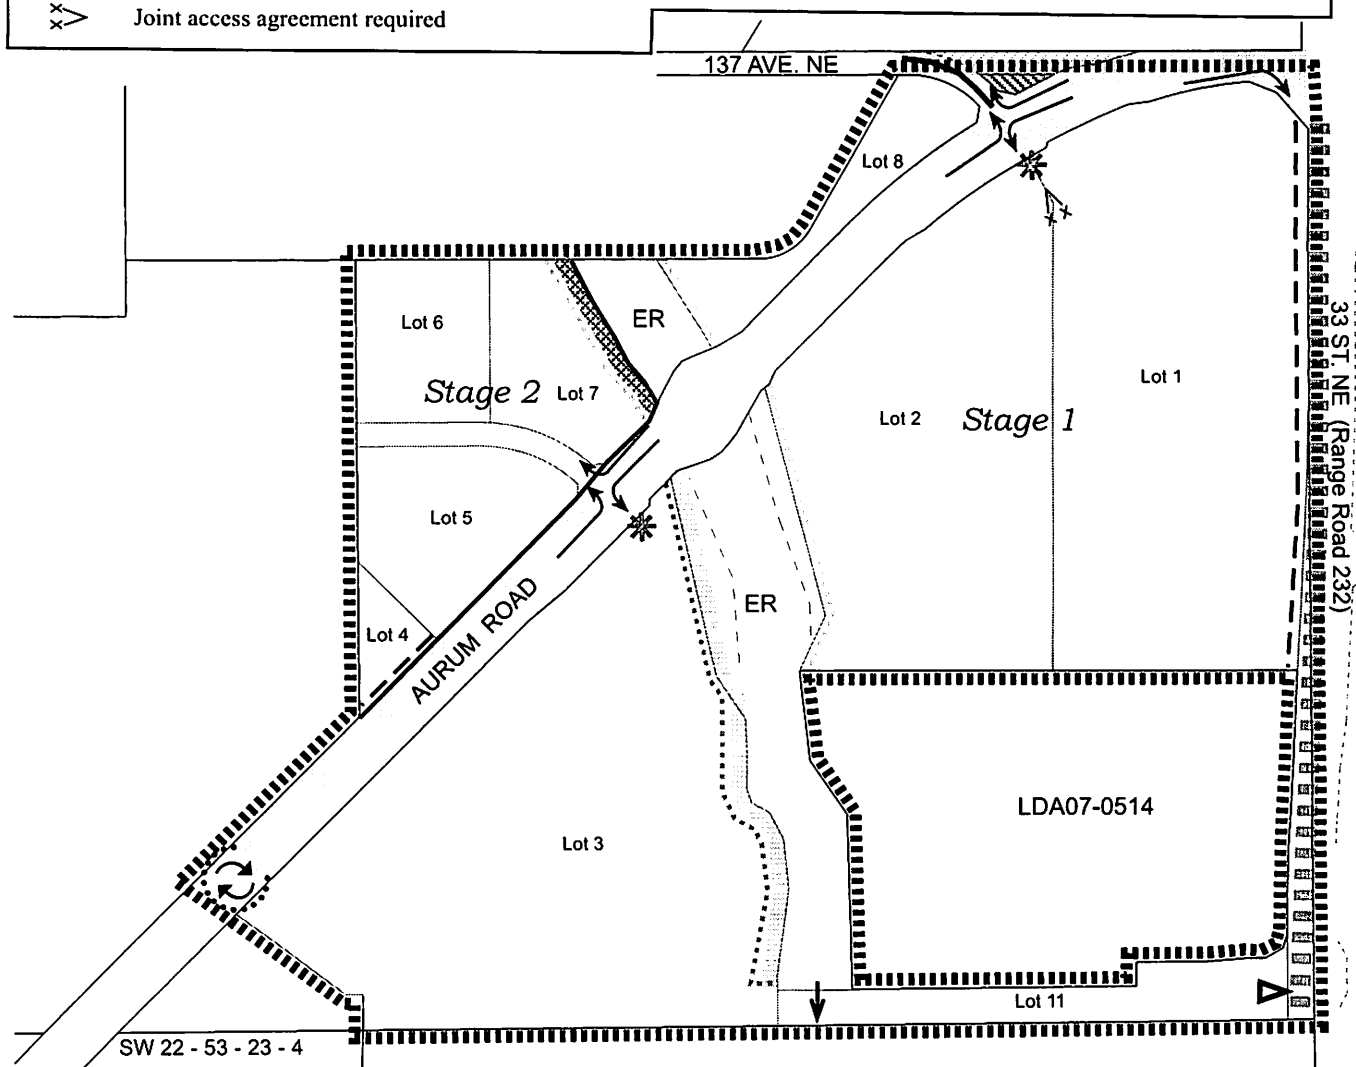 Joint access agreement required
137 AVE. NE
Lot 8
Lot 6
ER
Stage 2
Lot 7
Lot 1
Lot 2
Stage 1
33 ST. NE (Range Road 232)
Lot 5
AURUM ROAD
ER
Lot 4
LDA07-0514
Lot 3
Lot 11
SW 22 - 53 - 23 - 4